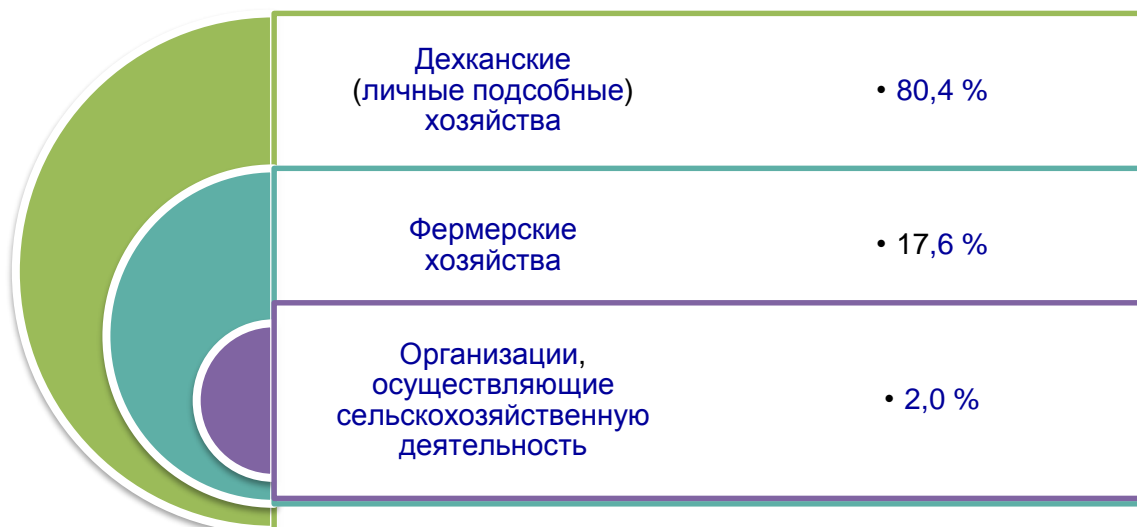 Дехканские
(личные подсобные)
хозяйства
• 80,4 %
Фермерские
хозяйства
• 17,6 %
Организации,
осуществляющие
сельскохозяйственную
деятельность
• 2,0 %